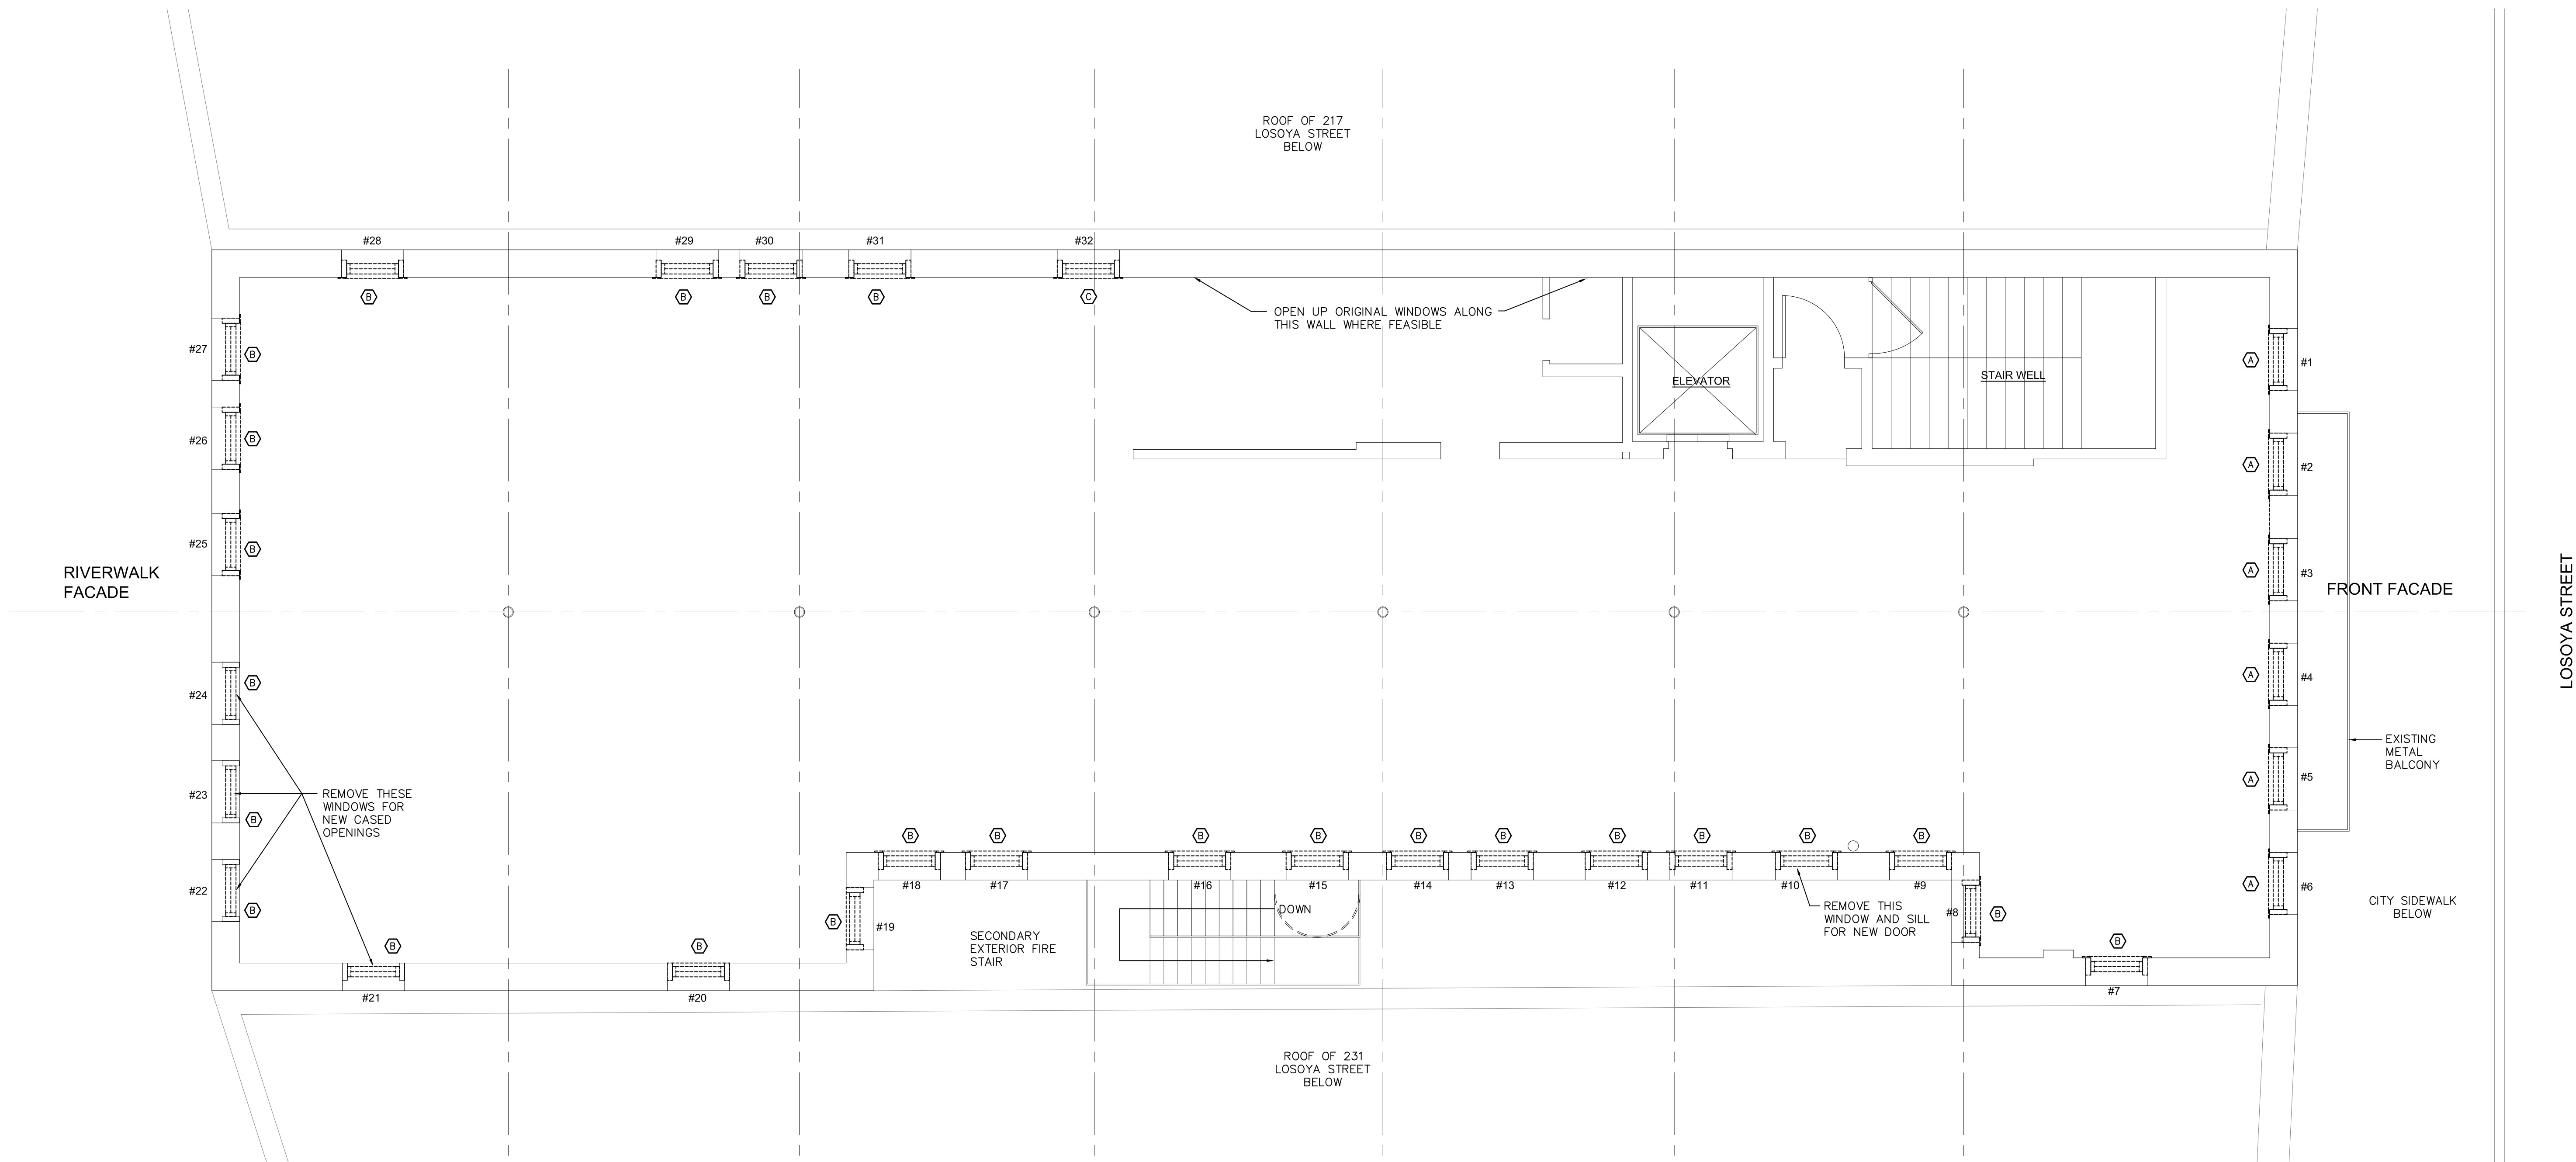 ROOF OF 217
LOSOYA STREET
BELOW
#28
#29
#30
#31
#32
B
B
B
B
C
OPEN UP ORIGINAL WINDOWS ALONG
THIS WALL WHERE FEASIBLE
ELEVATOR
STAIR WELL
#27
B
#26
B
#25
B
RIVERWALK
FACADE
#24
B
#23
B
#22
B
REMOVE THESE
WINDOWS FOR
NEW CASED
OPENINGS
A
#1
A
#2
A
#3
FRONT FACADE
LOSOYA STREET
A
#4
EXISTING
METAL
BALCONY
A
#5
A
#6
CITY SIDEWALK
BELOW
B
B
B
B
B
B
B
B
B
B
#18
#17
#16
#15
#14
#13
#12
#11
#10
#9
B
#19
DOWN
SECONDARY
EXTERIOR FIRE
STAIR
REMOVE THIS
WINDOW AND SILL
FOR NEW DOOR
#8
B
B
B
B
#21
#20
#7
ROOF OF 231
LOSOYA STREET
BELOW